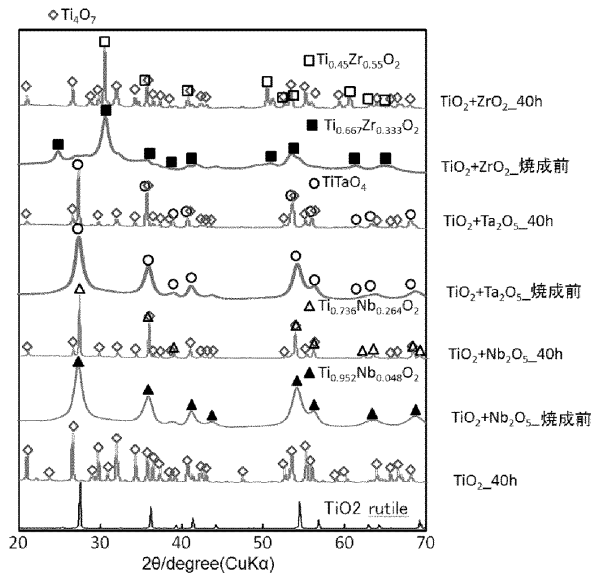 ◇Ti4O7
□Ti0.45Zr0.55O2
TiO2+ZrO2_40h
■Ti0.667Zr0.333O2
TiO2+ZrO2_焼成前
○TiTaO4
TiO2+Ta2O5_40h
TiO2+Ta2O5_焼成前
△Ti0.736Nb0.264O2
TiO2+Nb2O5_40h
▲Ti0.952Nb0.048O2
TiO2+Nb2O5_焼成前
TiO2_40h
TiO2 rutile
20 30 40 50 60 70
2θ/degree(CuKα)